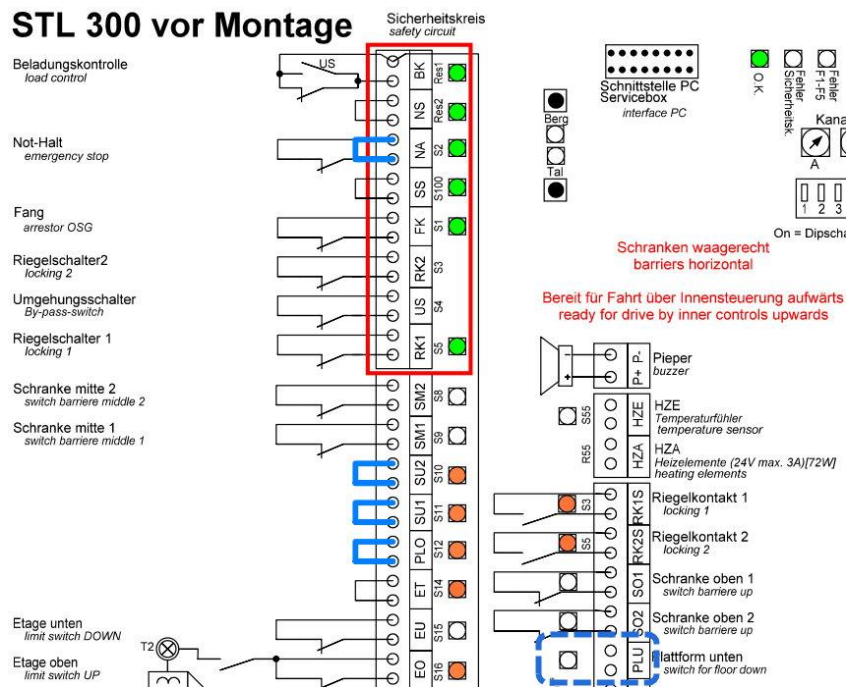 STL 300 vor Montage
Sicherheitskreis
safety circuit
Beladungskontrolle
load control
US
BK
Res1
NS
Res2
Not-Halt
emergency stop
NA
S2
SS
S100
Fang
arrestor OSG
FK
S1
Riegelschalter2
locking 2
RK2
S3
Umgehungsschalter
By-pass-switch
US
S4
Riegelschalter 1
locking 1
RK1
S5
Schranke mitte 2
switch barriere middle 2
SM2
S8
Schranke mitte 1
switch barriere middle 1
SM1
S9
SU2
S10
SU1
S11
PLO
S12
ET
S14
Etage unten
limit switch DOWN
EU
S15
T2
Etage oben
limit switch UP
EO
S16
Schnittstelle PC
Servicebox
interface PC
Berg
Tal
O.K.
Fehler
Sicherheitsk.
Fehler
F1-F5
Kana
A
1 2 3
On = Dipscha
Schranken waagerecht
barriers horizontal
Bereit für Fahrt über Innensteuerung aufwärts
ready for drive by inner controls upwards
- P-
+ P+
Pieper
buzzer
S55
HZE
HZE
Temperaturfühler
temperature sensor
R55
HZA
HZA
Heizelemente (24V max. 3A)[72W]
heating elements
S3
RK1S
Riegelkontakt 1
locking 1
S5
RK2S
Riegelkontakt 2
locking 2
SO1
Schranke oben 1
switch barriere up
SO2
Schranke oben 2
switch barriere up
PLU
Plattform unten
switch for floor down